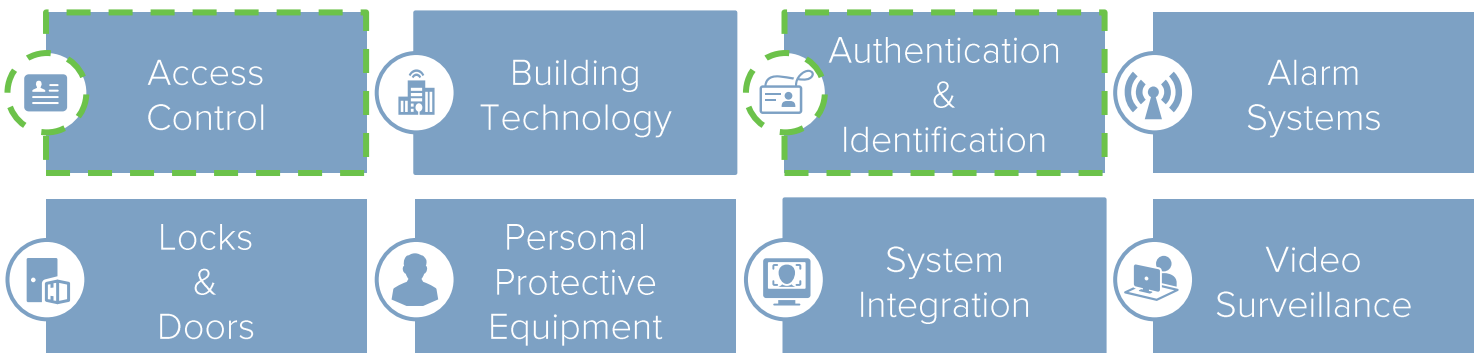 Access
Control
Building
Technology
Authentication
&
Identification
Alarm
Systems
Locks
&
Doors
Personal
Protective
Equipment
System
Integration
Video
Surveillance